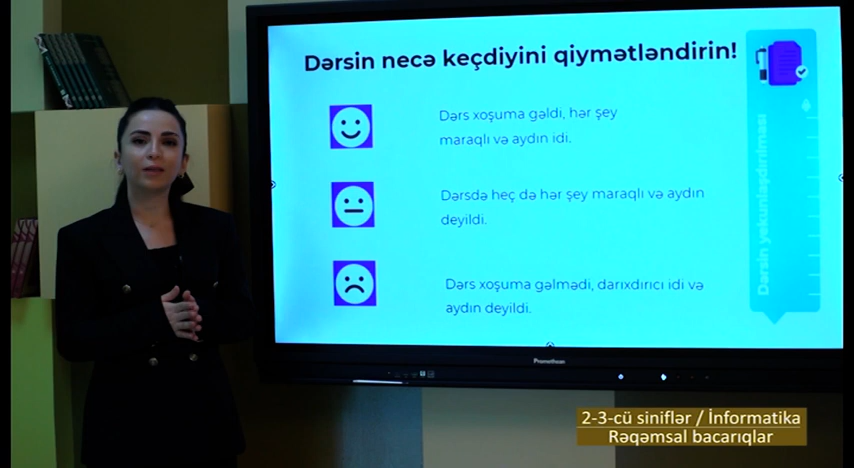 Dərsin necə keçdiyini qiymətləndirin!
Dərs xoşuma gəldi, hər şey
maraqlı və aydın idi.
Dərsdə heç də hər şey maraqlı və aydın
deyildi.
Dərs xoşuma gəlmədi, darıxdırıcı idi və
aydın deyildi.
Dərsin yekunlaşdırılması
Promethean
2-3-cü siniflər / İnformatika
Rəqəmsal bacarıqlar